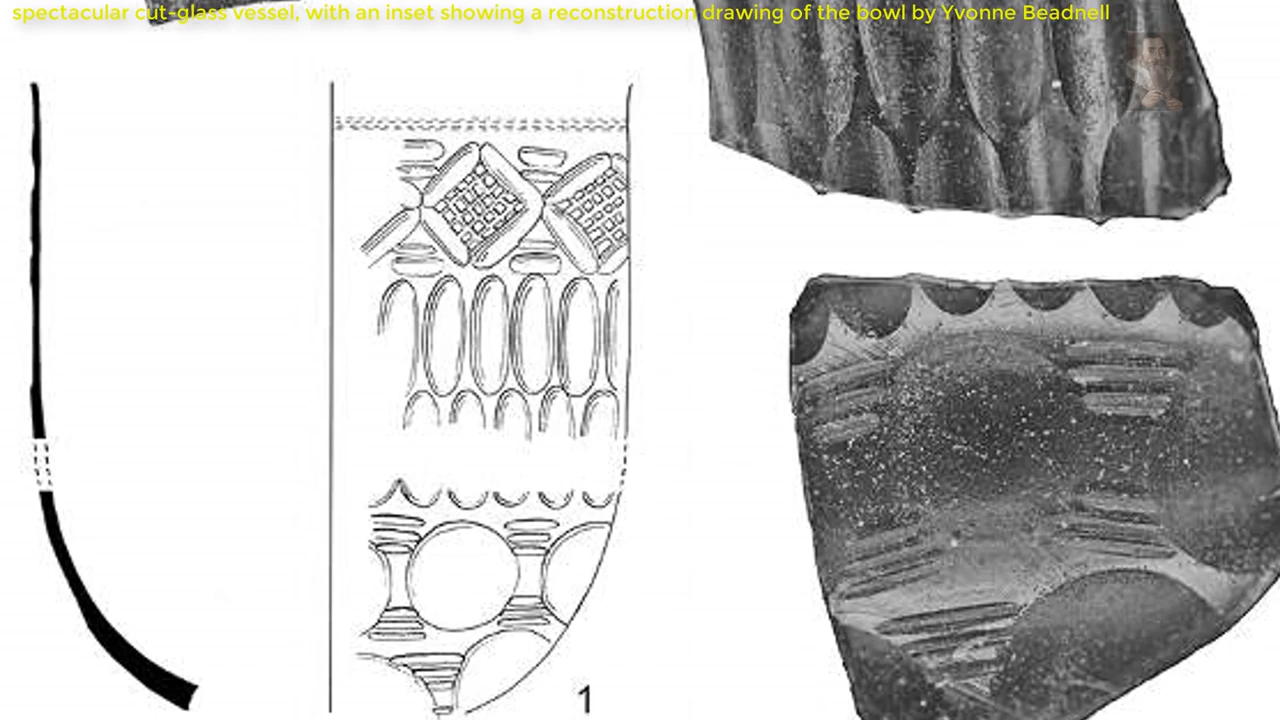 spectacular cut-glass vessel, with an inset showing a reconstruction drawing of the bowl by Yvonne Beadnell
1